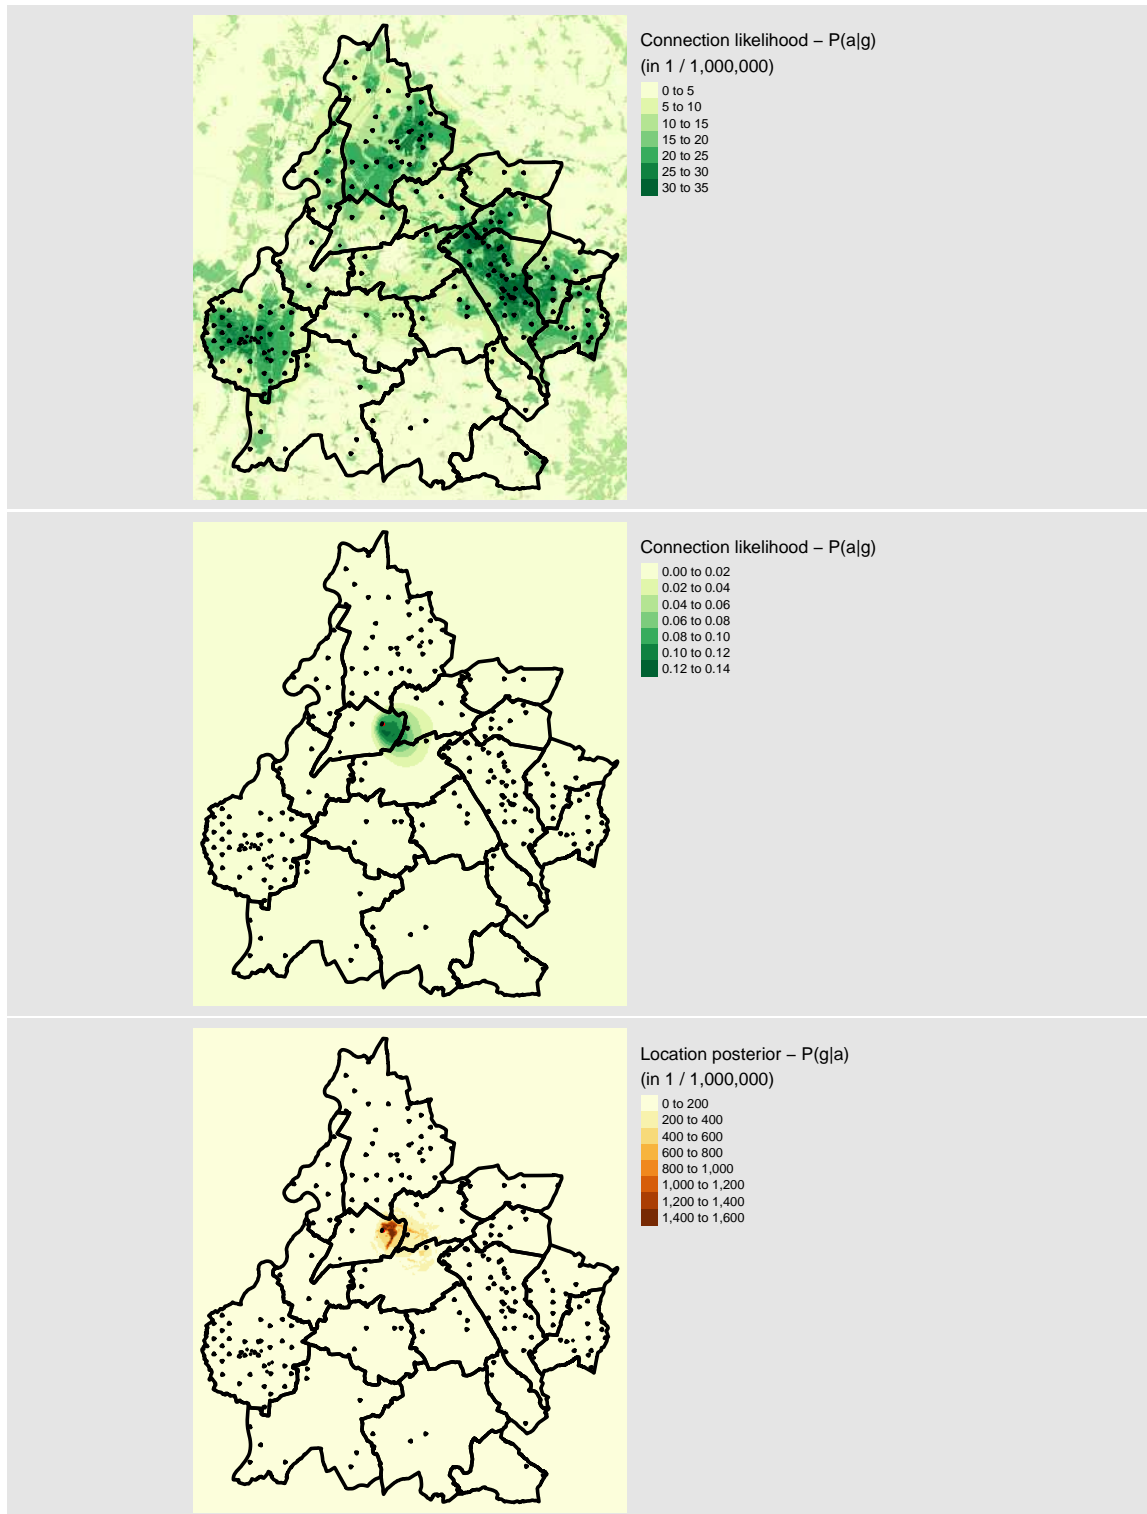 Connection likelihood – P(a|g)
(in 1 / 1,000,000)
0 to 5
5 to 10
10 to 15
15 to 20
20 to 25
25 to 30
30 to 35
Connection likelihood – P(a|g)
0.00 to 0.02
0.02 to 0.04
0.04 to 0.06
0.06 to 0.08
0.08 to 0.10
0.10 to 0.12
0.12 to 0.14
Location posterior – P(g|a)
(in 1 / 1,000,000)
0 to 200
200 to 400
400 to 600
600 to 800
800 to 1,000
1,000 to 1,200
1,200 to 1,400
1,400 to 1,600